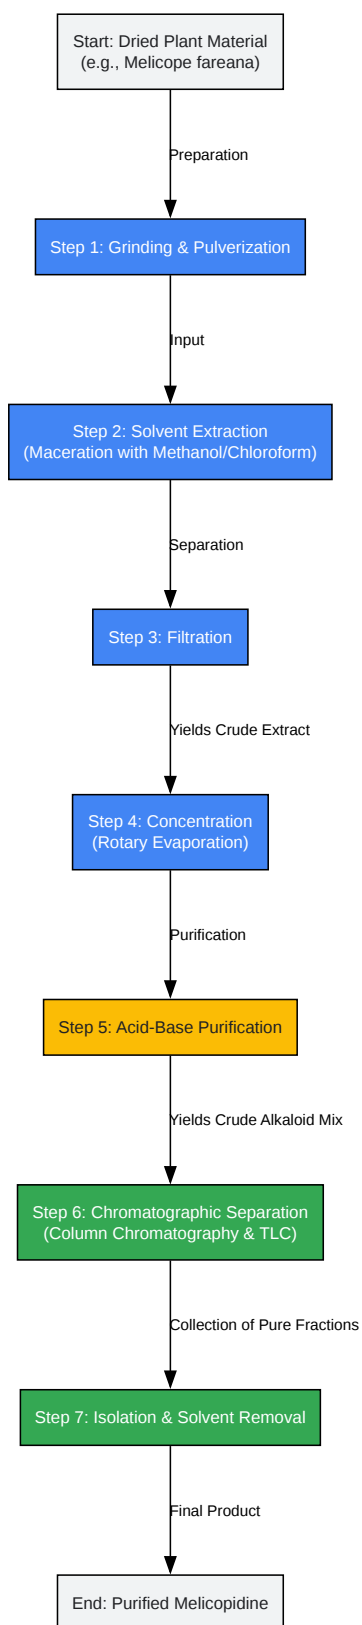 Start: Dried Plant Material
(e.g., Melicope fareana)
Preparation
Step 1: Grinding & Pulverization
Input
Step 2: Solvent Extraction
(Maceration with Methanol/Chloroform)
Separation
Step 3: Filtration
Yields Crude Extract
Step 4: Concentration
(Rotary Evaporation)
Purification
Step 5: Acid-Base Purification
Yields Crude Alkaloid Mix
Step 6: Chromatographic Separation
(Column Chromatography & TLC)
Collection of Pure Fractions
Step 7: Isolation & Solvent Removal
Final Product
End: Purified Melicopidine